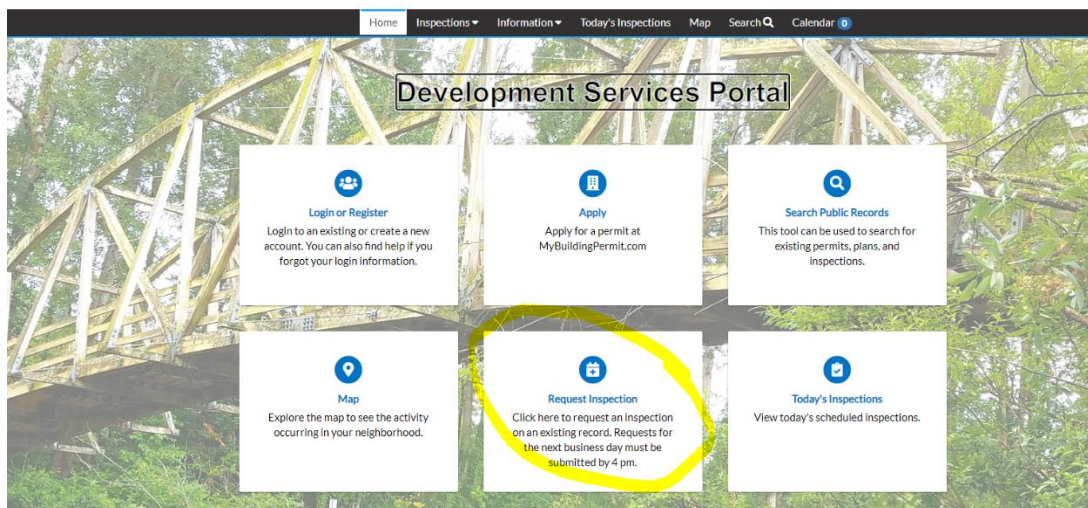 Home Inspections Information Today's Inspections Map Search Calendar 0
Development Services Portal
Login or Register
Login to an existing or create a new
account. You can also find help if you
forgot your login information.
Apply
Apply for a permit at
MyBuildingPermit.com
Search Public Records
This tool can be used to search for
existing permits, plans, and
inspections.
Map
Explore the map to see the activity
occurring in your neighborhood.
Request Inspection
Click here to request an inspection
on an existing record. Requests for
the next business day must be
submitted by 4 pm.
Today's Inspections
View today's scheduled inspections.